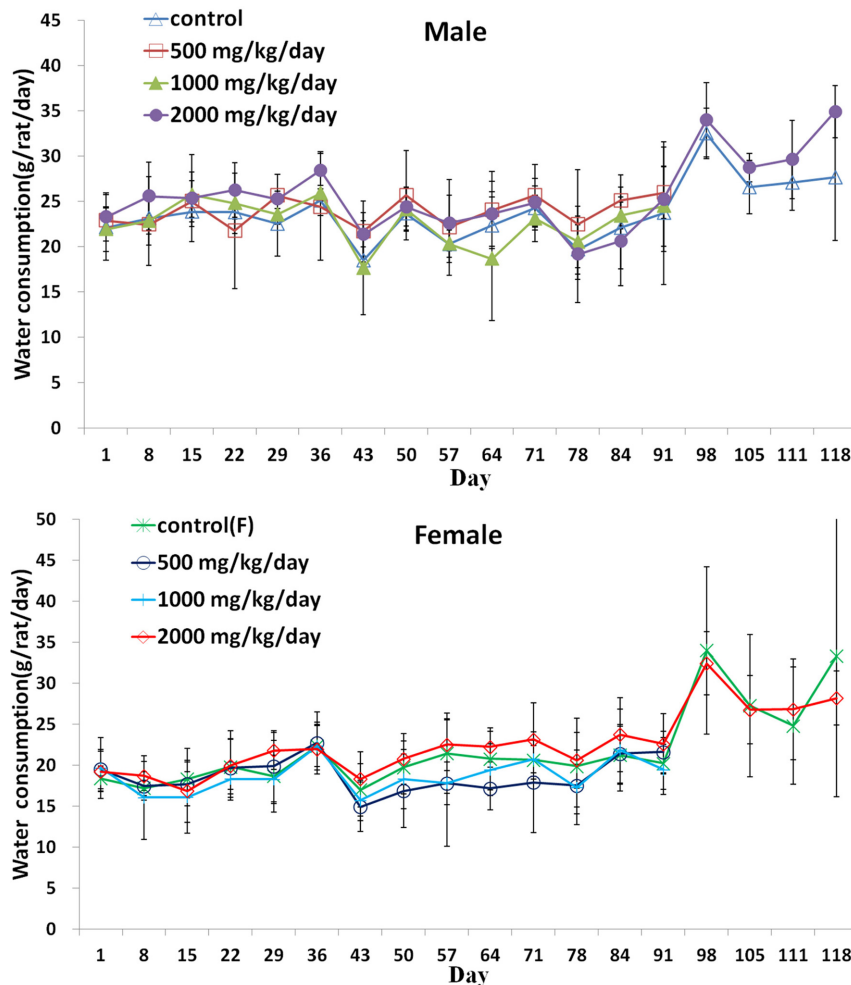 45
40
35
30
25
20
15
10
5
0
Water consumption(g/rat/day)
control
500 mg/kg/day
1000 mg/kg/day
2000 mg/kg/day
Male
1 8 15 22 29 36 43 50 57 64 71 78 84 91 98 105 111 118
Day
50
45
40
35
30
25
20
15
10
5
0
Water consumption(g/rat/day)
control(F)
500 mg/kg/day
1000 mg/kg/day
2000 mg/kg/day
Female
1 8 15 22 29 36 43 50 57 64 71 78 84 91 98 105 111 118
Day